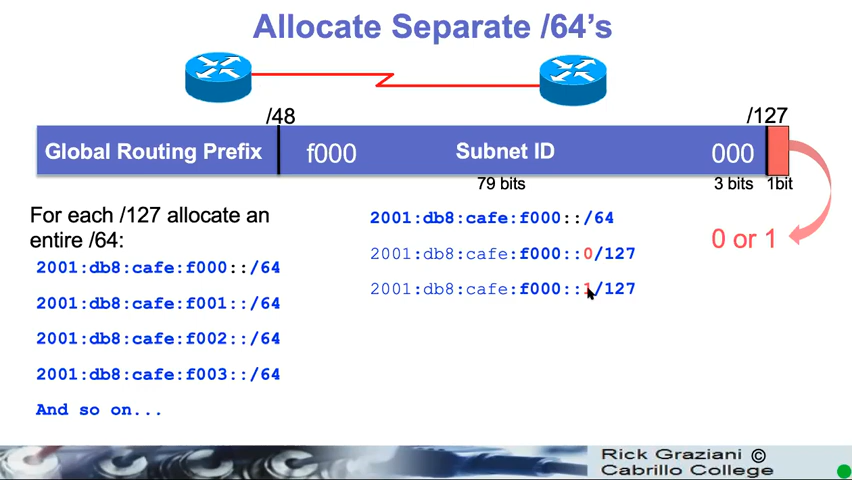 Allocate Separate /64's
/48
/127
Global Routing Prefix
f000
Subnet ID
000
79 bits
3 bits
1bit
For each /127 allocate an
entire /64:
2001:db8:cafe:f000::/64
2001:db8:cafe:f001::/64
2001:db8:cafe:f002::/64
2001:db8:cafe:f003::/64
And so on...
2001:db8:cafe:f000::/64
2001:db8:cafe:f000::0/127
2001:db8:cafe:f000::1/127
0 or 1
Rick Graziani ©
Cabrillo College